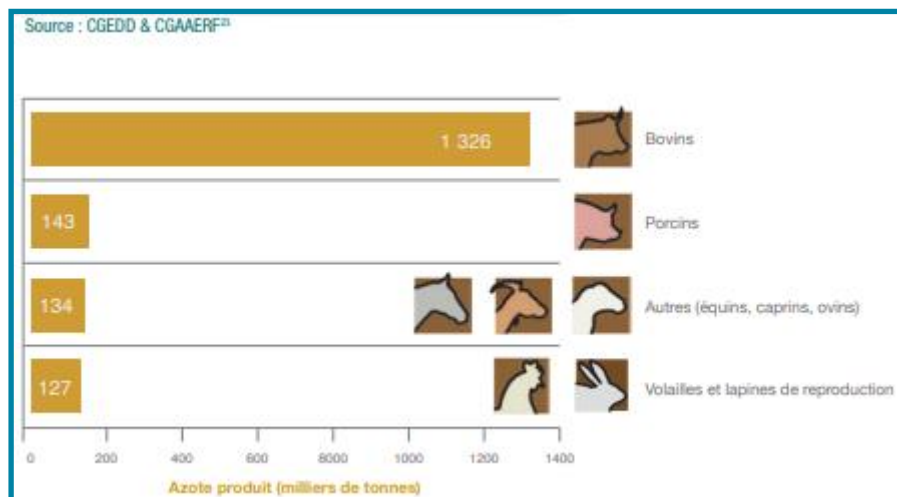 Source : CGEDD & CGAAERF²³
1 326
Bovins
143
Porcins
134
Autres (équins, caprins, ovins)
127
Volailles et lapines de reproduction
0 200 400 600 8000 1000 1200 1400
Azote produit (milliers de tonnes)